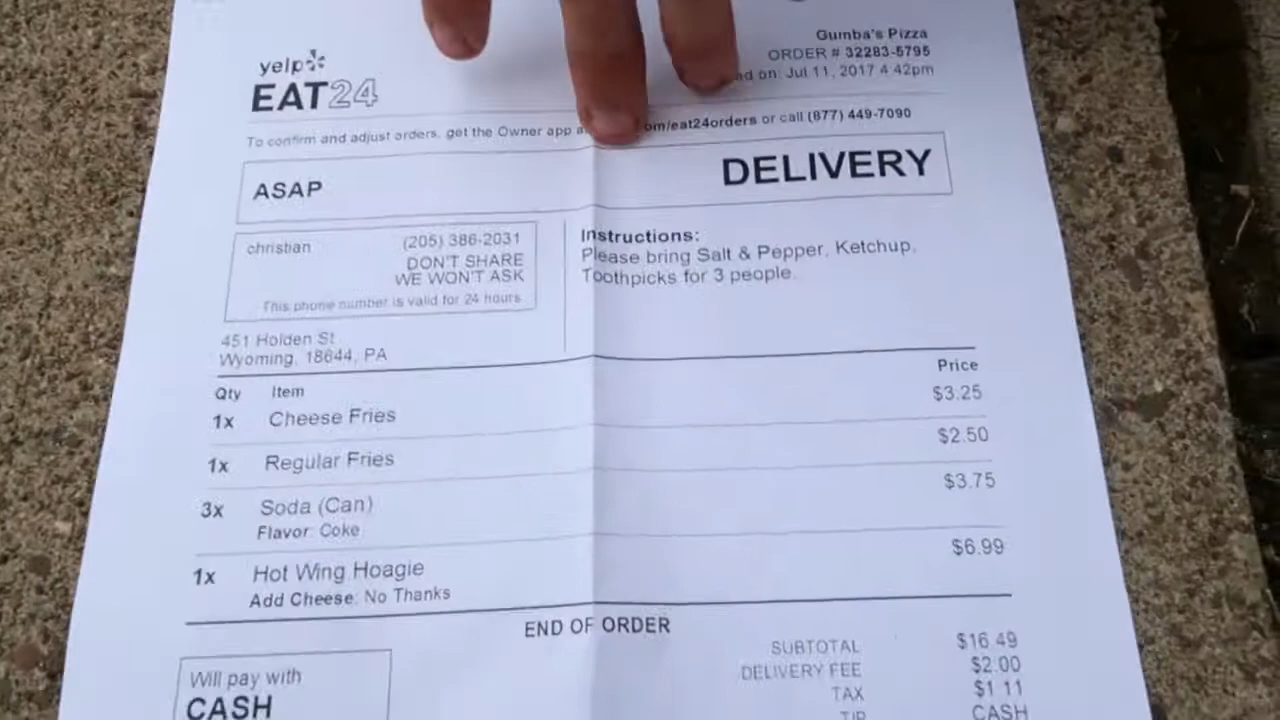 yelp
EAT24
Gumba's Pizza
ORDER # 32283-5795
on: Jul 11, 2017 4:42pm
To confirm and adjust orders, get the Owner app om/eat24orders or call (877) 449-7090
ASAP
DELIVERY
christian
(205) 386-2031
DON'T SHARE
WE WON'T ASK
This phone number is valid for 24 hours
Instructions:
Please bring Salt & Pepper, Ketchup,
Toothpicks for 3 people.
451 Holden St
Wyoming, 18644, PA
Qty Item Price
1x Cheese Fries $3.25
1x Regular Fries $2.50
3x Soda (Can) $3.75
Flavor: Coke
1x Hot Wing Hoagie $6.99
Add Cheese: No Thanks
END OF ORDER
Will pay with
CASH
SUBTOTAL $16.49
DELIVERY FEE $2.00
TAX $1.11
TIP CASH